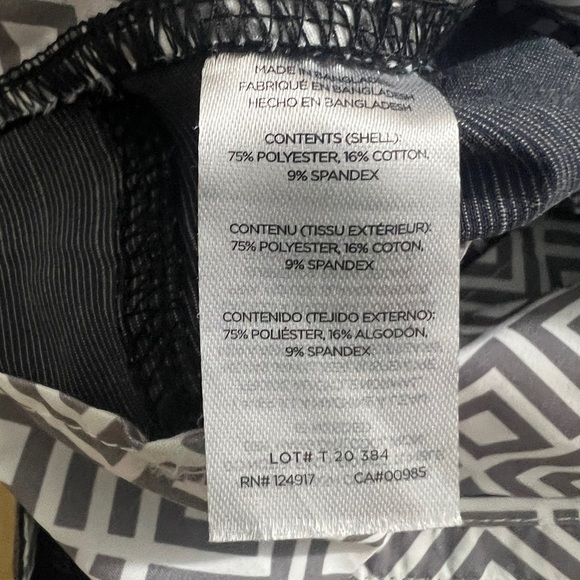 MADE IN BANGLADESH
FABRIQUÉ EN BANGLADESH
HECHO EN BANGLADESH
CONTENTS (SHELL):
75% POLYESTER, 16% COTTON,
9% SPANDEX
CONTENU (TISSU EXTÉRIEUR):
75% POLYESTER, 16% COTON,
9% SPANDEX
CONTENIDO (TEJIDO EXTERNO):
75% POLIÉSTER, 16% ALGODÓN,
9% SPANDEX
LOT# T 20 384
RN# 124917 CA#00985